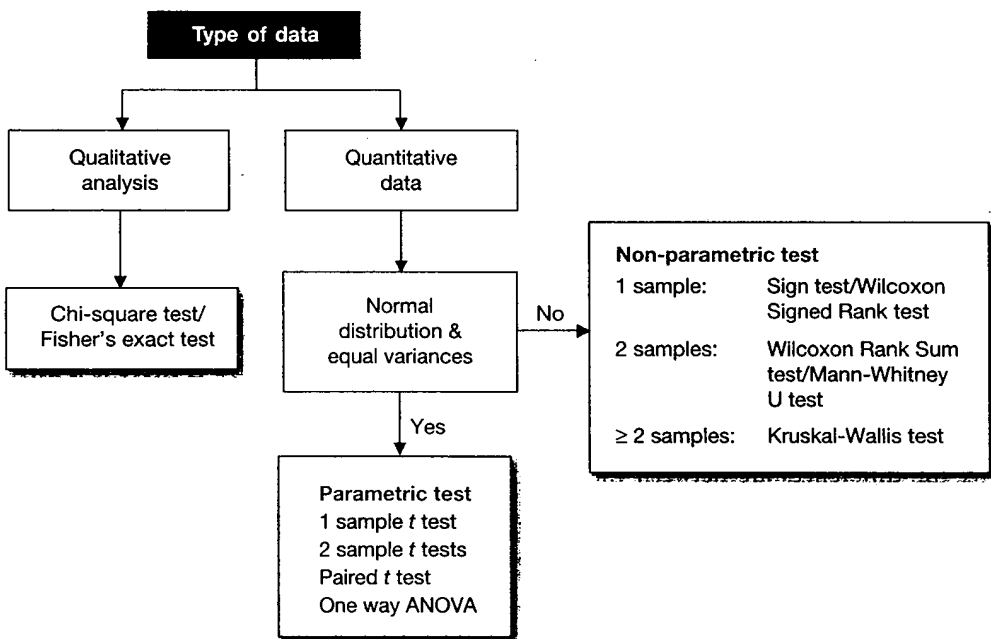 Type of data
Qualitative
analysis
Quantitative
data
Chi-square test/
Fisher's exact test
Normal
distribution &
equal variances
No
Yes
Non-parametric test
1 sample: Sign test/Wilcoxon
Signed Rank test
2 samples: Wilcoxon Rank Sum
test/Mann-Whitney
U test
≥ 2 samples: Kruskal-Wallis test
Parametric test
1 sample t test
2 sample t tests
Paired t test
One way ANOVA